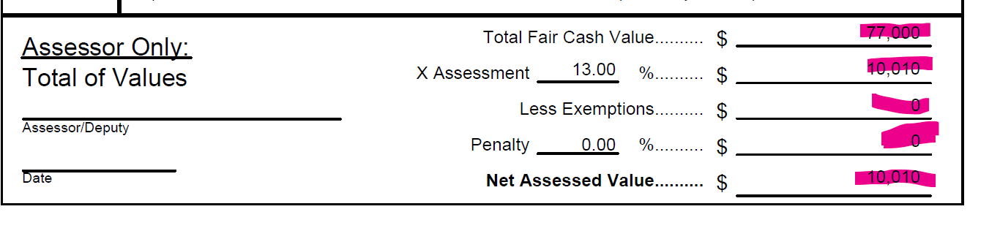 Assessor Only:
Total of Values
Assessor/Deputy
Date
Total Fair Cash Value.......... $ 77,000
X Assessment 13.00 %.......... $ 10,010
Less Exemptions.......... $ 0
Penalty 0.00 %.......... $ 0
Net Assessed Value.......... $ 10,010